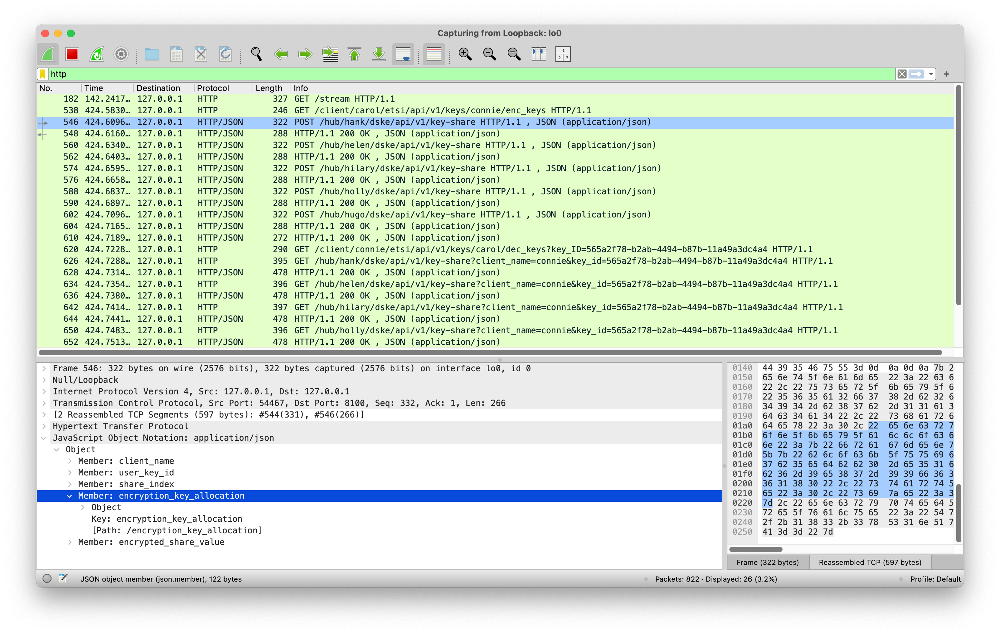 Capturing from Loopback: lo0
http
No. Time Destination Protocol Length Info
182 142.2417… 127.0.0.1 HTTP 327 GET /stream HTTP/1.1
538 424.5830… 127.0.0.1 HTTP 246 GET /client/carol/etsi/api/v1/keys/connie/enc_keys HTTP/1.1
546 424.6096… 127.0.0.1 HTTP/JSON 322 POST /hub/hank/dske/api/v1/key-share HTTP/1.1 , JSON (application/json)
548 424.6160… 127.0.0.1 HTTP/JSON 288 HTTP/1.1 200 OK , JSON (application/json)
560 424.6340… 127.0.0.1 HTTP/JSON 322 POST /hub/helen/dske/api/v1/key-share HTTP/1.1 , JSON (application/json)
562 424.6403… 127.0.0.1 HTTP/JSON 288 HTTP/1.1 200 OK , JSON (application/json)
574 424.6595… 127.0.0.1 HTTP/JSON 322 POST /hub/hilary/dske/api/v1/key-share HTTP/1.1 , JSON (application/json)
576 424.6658… 127.0.0.1 HTTP/JSON 288 HTTP/1.1 200 OK , JSON (application/json)
588 424.6837… 127.0.0.1 HTTP/JSON 322 POST /hub/holly/dske/api/v1/key-share HTTP/1.1 , JSON (application/json)
590 424.6897… 127.0.0.1 HTTP/JSON 288 HTTP/1.1 200 OK , JSON (application/json)
602 424.7096… 127.0.0.1 HTTP/JSON 322 POST /hub/hugo/dske/api/v1/key-share HTTP/1.1 , JSON (application/json)
604 424.7165… 127.0.0.1 HTTP/JSON 288 HTTP/1.1 200 OK , JSON (application/json)
610 424.7189… 127.0.0.1 HTTP/JSON 272 HTTP/1.1 200 OK , JSON (application/json)
620 424.7228… 127.0.0.1 HTTP 290 GET /client/connie/etsi/api/v1/keys/carol/dec_keys?key_ID=565a2f78-b2ab-4494-b87b-11a49a3dc4a4 HTTP/1.1
626 424.7288… 127.0.0.1 HTTP 395 GET /hub/hank/dske/api/v1/key-share?client_name=connie&key_id=565a2f78-b2ab-4494-b87b-11a49a3dc4a4 HTTP/1.1
628 424.7314… 127.0.0.1 HTTP/JSON 478 HTTP/1.1 200 OK , JSON (application/json)
634 424.7354… 127.0.0.1 HTTP 396 GET /hub/helen/dske/api/v1/key-share?client_name=connie&key_id=565a2f78-b2ab-4494-b87b-11a49a3dc4a4 HTTP/1.1
636 424.7380… 127.0.0.1 HTTP/JSON 478 HTTP/1.1 200 OK , JSON (application/json)
642 424.7414… 127.0.0.1 HTTP 397 GET /hub/hilary/dske/api/v1/key-share?client_name=connie&key_id=565a2f78-b2ab-4494-b87b-11a49a3dc4a4 HTTP/1.1
644 424.7441… 127.0.0.1 HTTP/JSON 478 HTTP/1.1 200 OK , JSON (application/json)
650 424.7483… 127.0.0.1 HTTP 396 GET /hub/holly/dske/api/v1/key-share?client_name=connie&key_id=565a2f78-b2ab-4494-b87b-11a49a3dc4a4 HTTP/1.1
652 424.7513… 127.0.0.1 HTTP/JSON 478 HTTP/1.1 200 OK , JSON (application/json)
Frame 546: 322 bytes on wire (2576 bits), 322 bytes captured (2576 bits) on interface lo0, id 0
Null/Loopback
Internet Protocol Version 4, Src: 127.0.0.1, Dst: 127.0.0.1
Transmission Control Protocol, Src Port: 54467, Dst Port: 8100, Seq: 332, Ack: 1, Len: 266
[2 Reassembled TCP Segments (597 bytes): #544(331), #546(266)]
Hypertext Transfer Protocol
JavaScript Object Notation: application/json
Object
Member: client_name
Member: user_key_id
Member: share_index
Member: encryption_key_allocation
Object
Key: encryption_key_allocation
[Path: /encryption_key_allocation]
Member: encrypted_share_value
0140 44 39 35 46 75 55 3d 0d 0a 0d 0a 7b 2
0150 65 6e 74 5f 6e 61 6d 65 22 3a 22 63 6
0160 22 2c 22 75 73 65 72 5f 6b 65 79 5f 6
0170 22 35 36 35 61 32 66 37 38 2d 62 32 6
0180 34 39 34 2d 62 38 37 62 2d 31 31 61 3
0190 64 63 34 61 34 22 2c 22 73 68 61 72 6
01a0 64 65 78 22 3a 30 2c 22 65 6e 63 72 7
01b0 6f 6e 5f 6b 65 79 5f 61 6c 6c 6f 63 6
01c0 6e 22 3a 7b 22 66 72 61 67 6d 65 6e 7
01d0 5b 7b 22 62 6c 6f 63 6b 5f 75 75 69 6
01e0 37 62 35 65 64 62 62 30 2d 65 35 31 6
01f0 62 36 2d 39 65 38 37 2d 39 39 66 36 3
0200 36 31 38 30 22 2c 22 73 74 61 72 74 5
0210 65 22 3a 30 2c 22 73 69 7a 65 22 3a 3
0220 7d 2c 22 65 6e 63 72 79 70 74 65 64 5
0230 72 65 5f 76 61 6c 75 65 22 3a 22 54 7
0240 2f 2b 31 38 33 2b 33 78 53 31 6e 51 7
0250 41 3d 3d 22 7d
Frame (322 bytes) Reassembled TCP (597 bytes)
JSON object member (json.member), 122 bytes
Packets: 822 · Displayed: 26 (3.2%)
Profile: Default